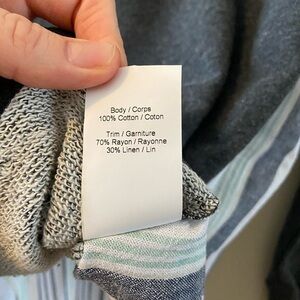 Body / Corps
100% Cotton / Coton
Trim / Garniture
70% Rayon / Rayonne
30% Linen / Lin